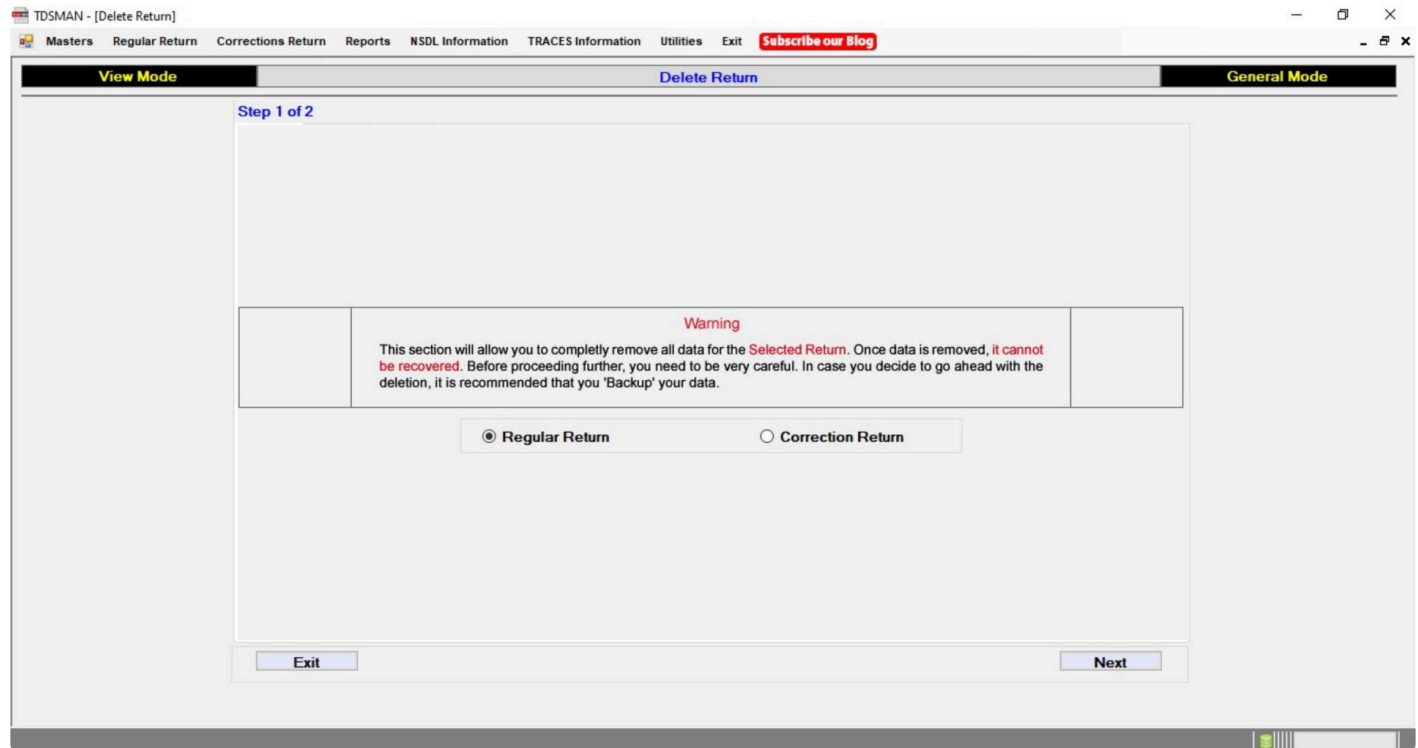 TDSMAN - [Delete Return]
Masters Regular Return Corrections Return Reports NSDL Information TRACES Information Utilities Exit Subscribe our Blog
View Mode Delete Return General Mode
Step 1 of 2
Warning
This section will allow you to completly remove all data for the Selected Return. Once data is removed, it cannot
be recovered. Before proceeding further, you need to be very careful. In case you decide to go ahead with the
deletion, it is recommended that you 'Backup' your data.
Regular Return Correction Return
Exit Next